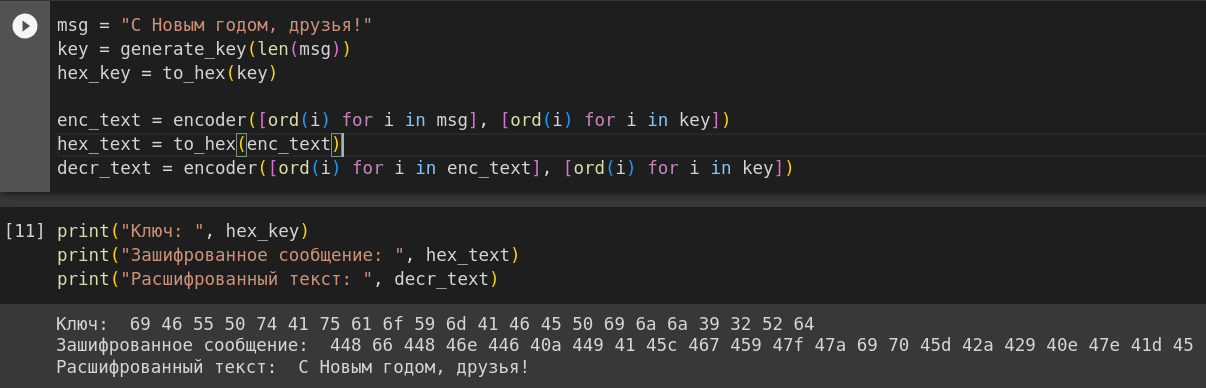 msg = "С Новым годом, друзья!"
key = generate_key(len(msg))
hex_key = to_hex(key)
enc_text = encoder([ord(i) for i in msg], [ord(i) for i in key])
hex_text = to_hex(enc_text)
decr_text = encoder([ord(i) for i in enc_text], [ord(i) for i in key])
[11] print("Ключ: ", hex_key)
print("Зашифрованное сообщение: ", hex_text)
print("Расшифрованный текст: ", decr_text)
Ключ:  69 46 55 50 74 41 75 61 6f 59 6d 41 46 45 50 69 6a 6a 39 32 52 64
Зашифрованное сообщение:  448 66 448 46e 446 40a 449 41 45c 467 459 47f 47a 69 70 45d 42a 429 40e 47e 41d 45
Расшифрованный текст:  С Новым годом, друзья!